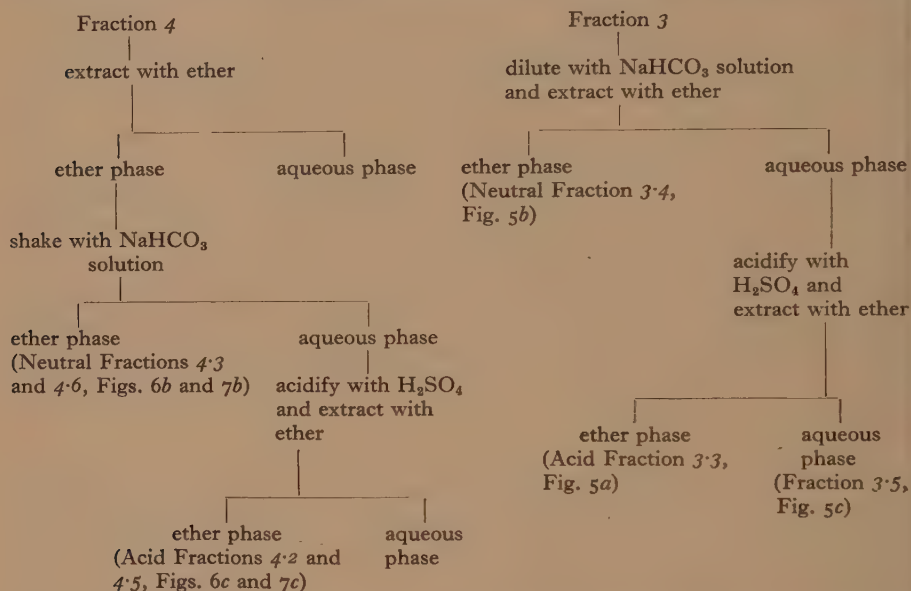 Fraction 4
extract with ether
ether phase
aqueous phase
shake with NaHCO₃
solution
ether phase
(Neutral Fractions 4·3
and 4·6, Figs. 6b and 7b)
aqueous phase
acidify with H₂SO₄
and extract with
ether
ether phase
(Acid Fractions 4·2 and
4·5, Figs. 6c and 7c)
aqueous
phase
Fraction 3
dilute with NaHCO₃ solution
and extract with ether
ether phase
(Neutral Fraction 3·4,
Fig. 5b)
aqueous phase
acidify with
H₂SO₄ and
extract with ether
ether phase
(Acid Fraction 3·3,
Fig. 5a)
aqueous
phase
(Fraction 3·5,
Fig. 5c)